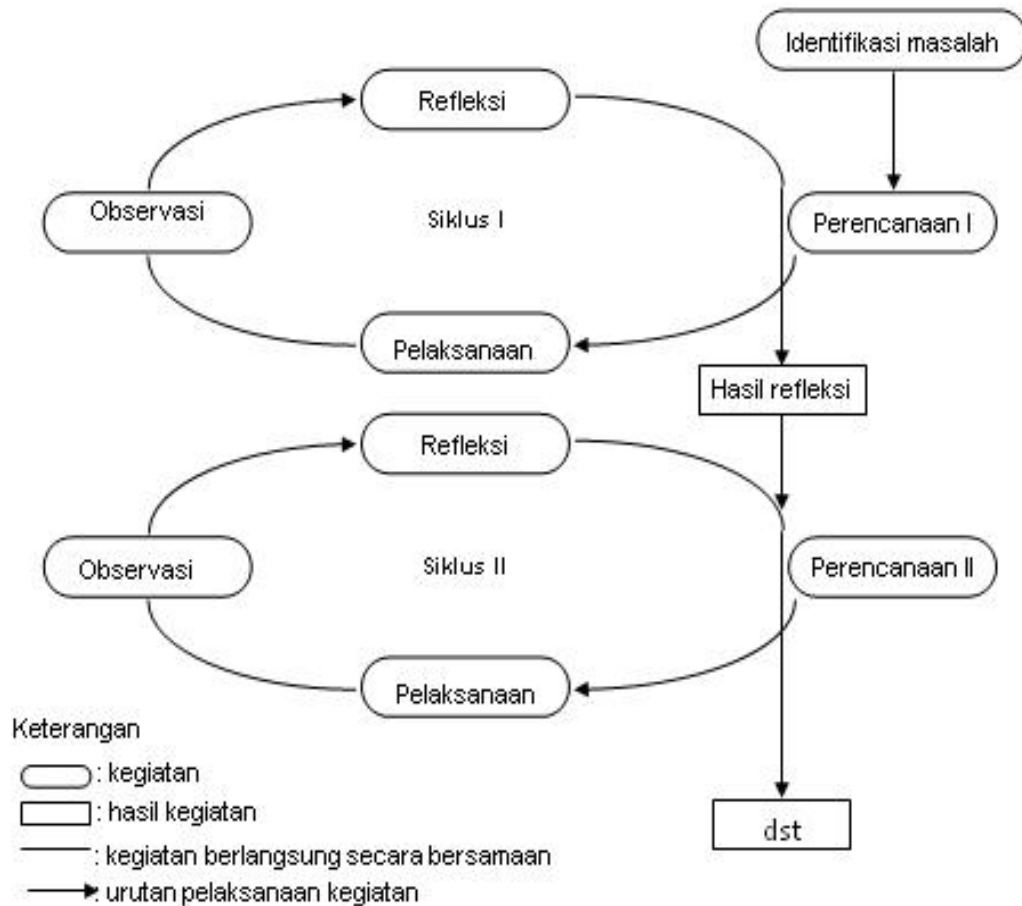 Identifikasi masalah
Refleksi
Observasi
Siklus I
Perencanaan I
Pelaksanaan
Hasil refleksi
Refleksi
Observasi
Siklus II
Perencanaan II
Pelaksanaan
Keterangan
: kegiatan
: hasil kegiatan
: kegiatan berlangsung secara bersamaan
: urutan pelaksanaan kegiatan
dst